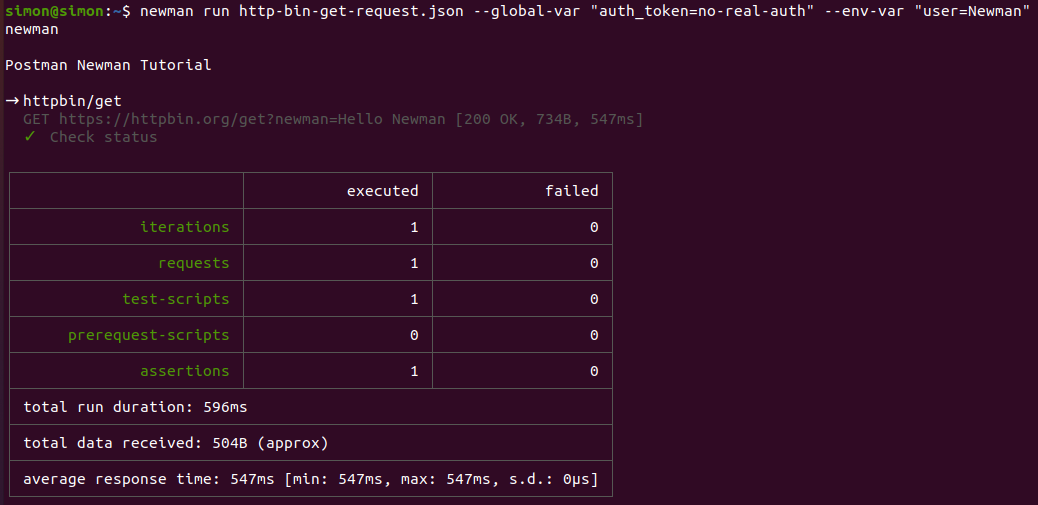 simon@simon:~$ newman run http-bin-get-request.json --global-var "auth_token=no-real-auth" --env-var "user=Newman"
newman
Postman Newman Tutorial
→ httpbin/get
GET https://httpbin.org/get?newman=Hello Newman [200 OK, 734B, 547ms]
✓ Check status
executed failed
iterations 1 0
requests 1 0
test-scripts 1 0
prerequest-scripts 0 0
assertions 1 0
total run duration: 596ms
total data received: 504B (approx)
average response time: 547ms [min: 547ms, max: 547ms, s.d.: 0µs]